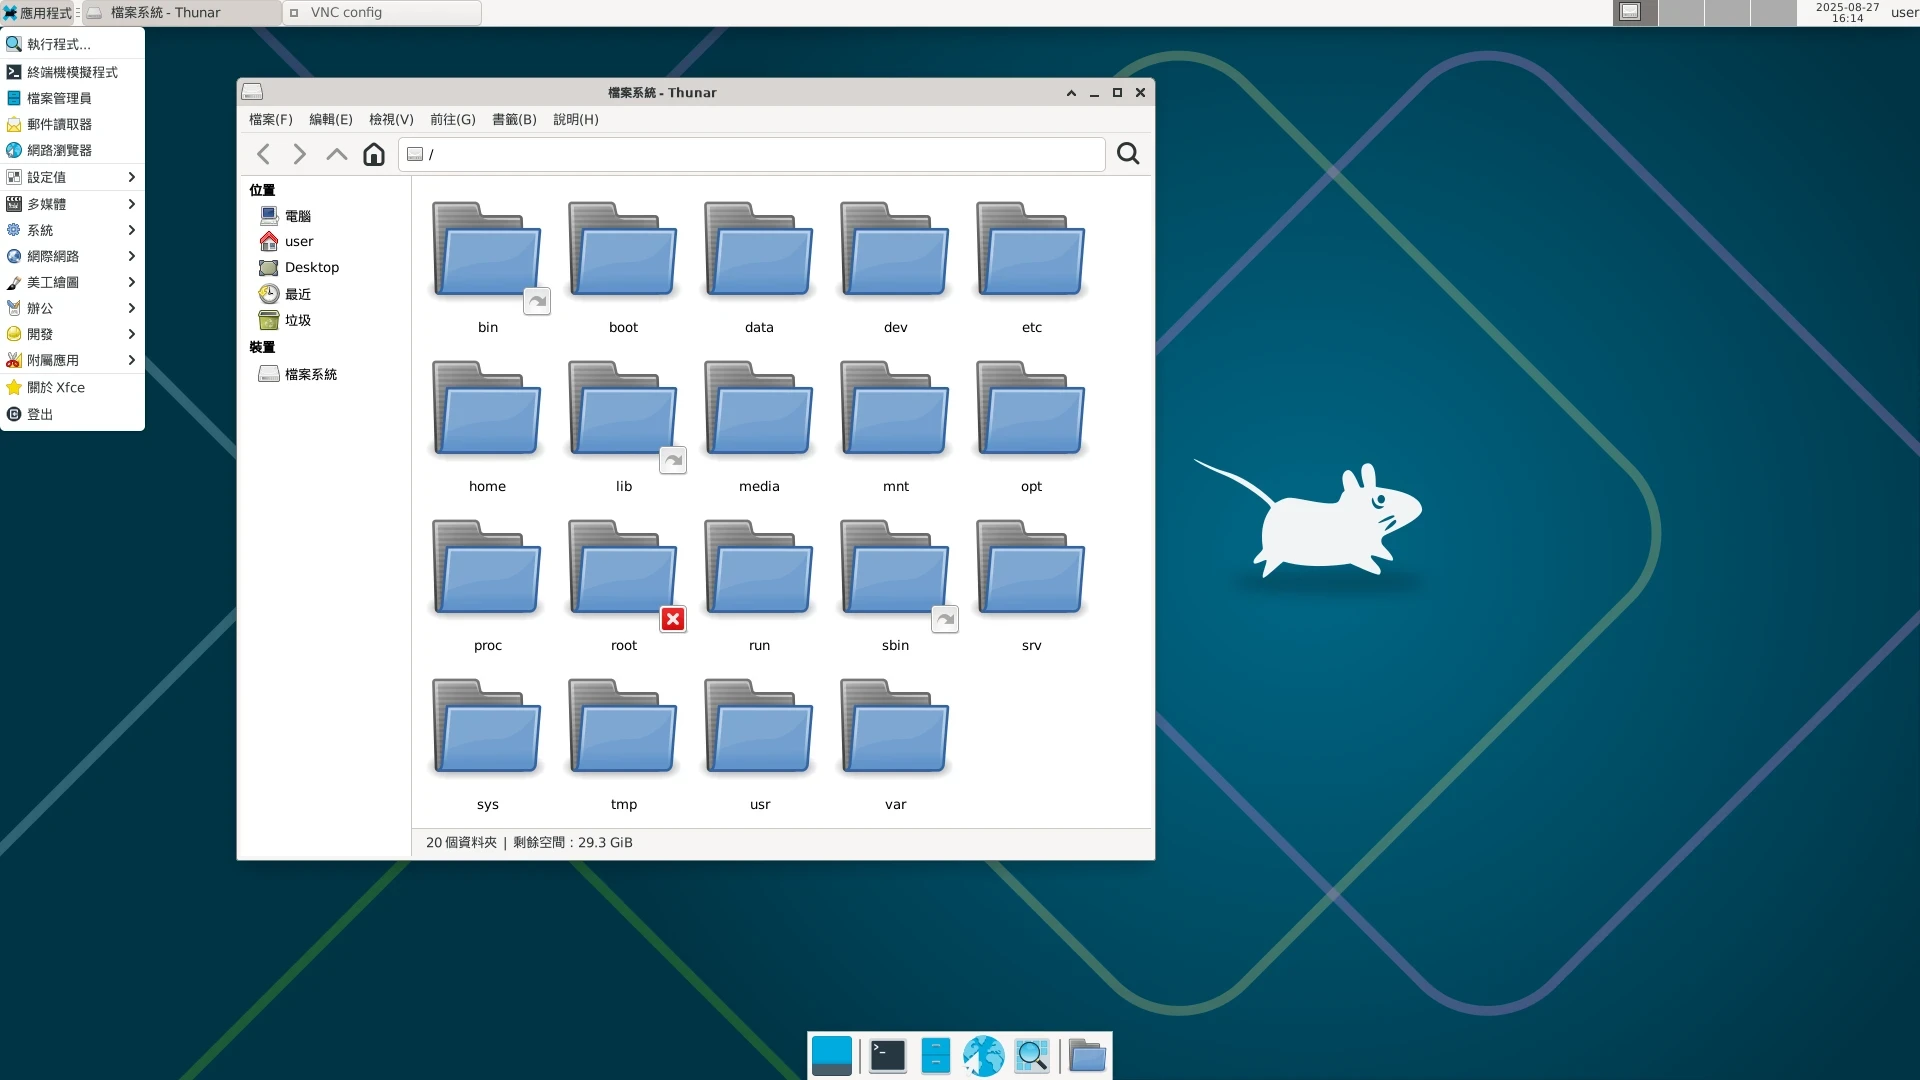 應用程式
檔案系統 - Thunar
VNC config
2025-08-27
16:14
user
執行程式...
終端機模擬程式
檔案管理員
郵件讀取器
網路瀏覽器
設定值
多媒體
系統
網際網路
美工繪圖
辦公
開發
附屬應用
關於 Xfce
登出
檔案系統 - Thunar
檔案(F) 編輯(E) 檢視(V) 前往(G) 書籤(B) 說明(H)
/
位置
電腦
user
Desktop
最近
垃圾
裝置
檔案系統
bin boot data dev etc
home lib media mnt opt
proc root run sbin srv
sys tmp usr var
20 個資料夾 | 剩餘空間：29.3 GiB